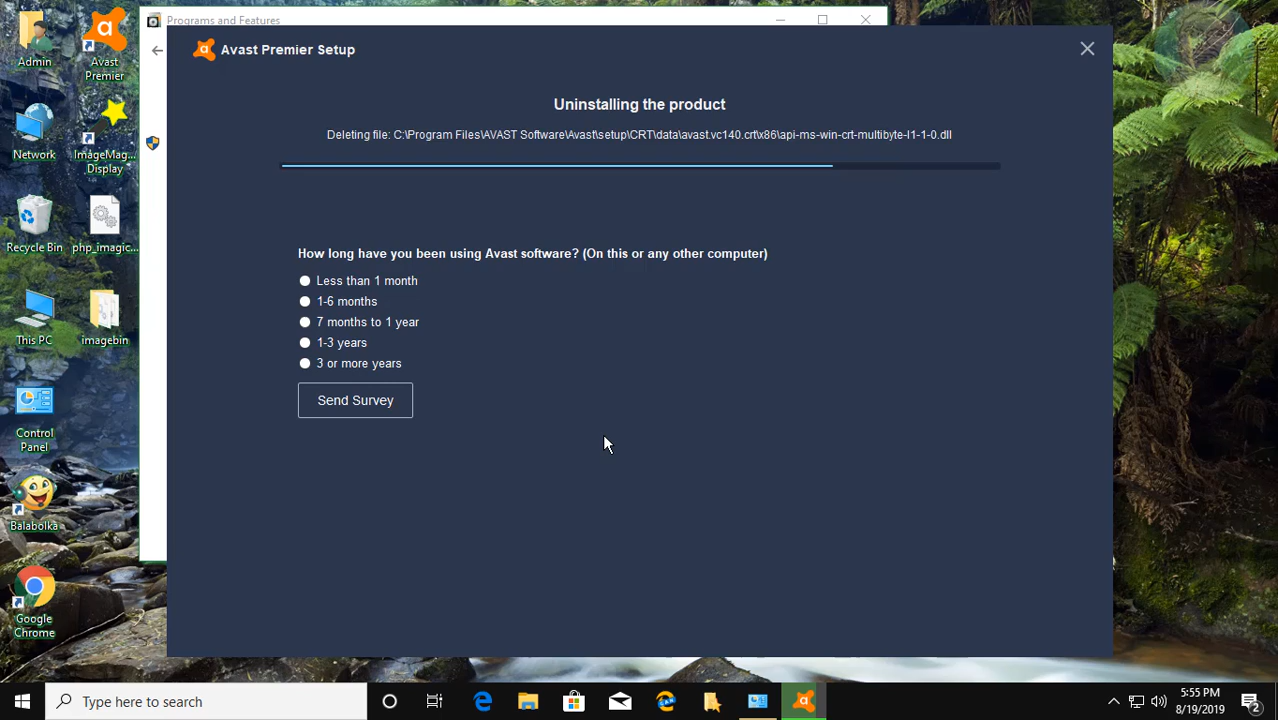 Programs and Features
Avast Premier Setup
Uninstalling the product
Deleting file: C:\Program Files\AVAST Software\Avast\setup\CRT\data\avast.vc140.crt\x86\api-ms-win-crt-multibyte-l1-1-0.dll
How long have you been using Avast software? (On this or any other computer)
Less than 1 month
1-6 months
7 months to 1 year
1-3 years
3 or more years
Send Survey
Admin
Avast
Premier
Network
ImageMag...
Display
Recycle Bin
php_imagic...
This PC
imagebin
Control
Panel
Balabolka
Google
Chrome
Type here to search
5:55 PM
8/19/2019
2